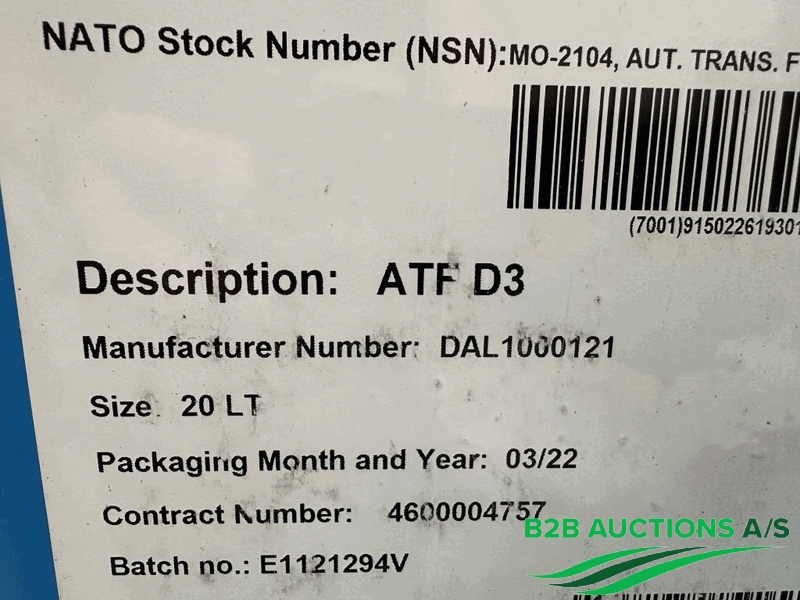 NATO Stock Number (NSN):MO-2104, AUT. TRANS. F
(7001)915022619301
Description: ATF D3
Manufacturer Number: DAL1000121
Size 20 LT
Packaging Month and Year: 03/22
Contract Number: 4600004757
Batch no.: E1121294V
B2B AUCTIONS A/S